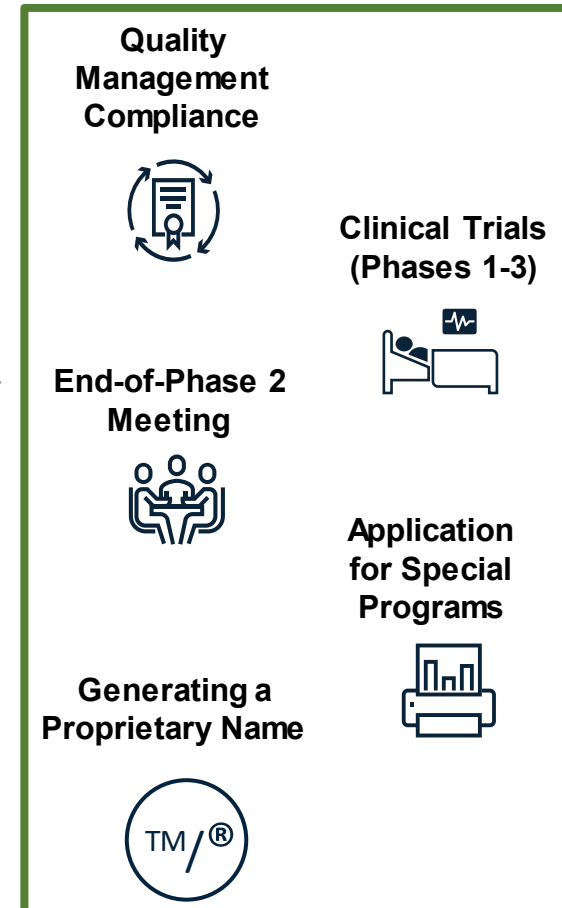 Quality
Management
Compliance
Clinical Trials
(Phases 1-3)
End-of-Phase 2
Meeting
Application
for Special
Programs
Generating a
Proprietary Name
TM/®